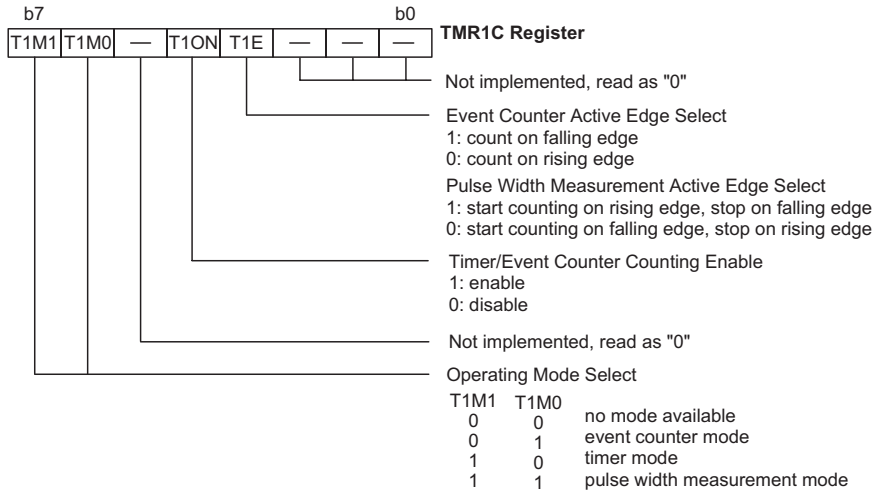 b7 b0
TMR1C Register
T1M1 T1M0 — T1ON T1E — — —
Not implemented, read as "0"
Event Counter Active Edge Select
1: count on falling edge
0: count on rising edge
Pulse Width Measurement Active Edge Select
1: start counting on rising edge, stop on falling edge
0: start counting on falling edge, stop on rising edge
Timer/Event Counter Counting Enable
1: enable
0: disable
Not implemented, read as "0"
Operating Mode Select
T1M1 T1M0
0 0 no mode available
0 1 event counter mode
1 0 timer mode
1 1 pulse width measurement mode